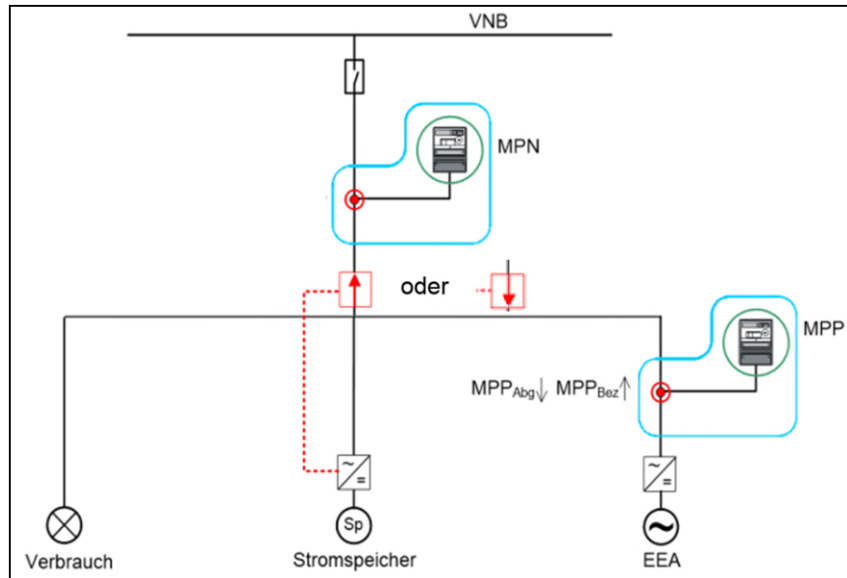 VNB
MPN
oder
MPP
MPPAbg↓ MPPBez↑
~
=
~
=
Sp
~
Verbrauch
Stromspeicher
EEA